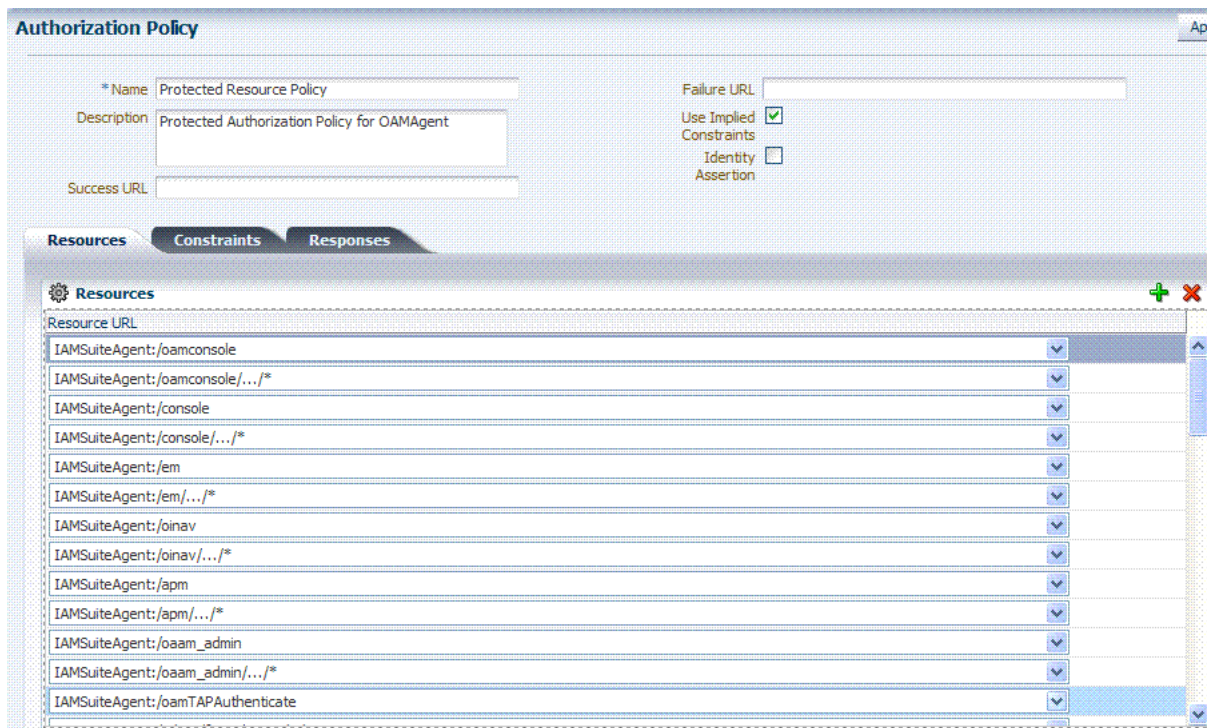 Authorization Policy
Ap
* Name Protected Resource Policy
Failure URL
Description Protected Authorization Policy for OAMAgent
Use Implied
Constraints
Identity
Assertion
Success URL
Resources Constraints Responses
Resources
Resource URL
IAMSuiteAgent:/oamconsole
IAMSuiteAgent:/oamconsole/.../*
IAMSuiteAgent:/console
IAMSuiteAgent:/console/.../*
IAMSuiteAgent:/em
IAMSuiteAgent:/em/.../*
IAMSuiteAgent:/oinav
IAMSuiteAgent:/oinav/.../*
IAMSuiteAgent:/apm
IAMSuiteAgent:/apm/.../*
IAMSuiteAgent:/oaam_admin
IAMSuiteAgent:/oaam_admin/.../*
IAMSuiteAgent:/oamTAPAuthenticate